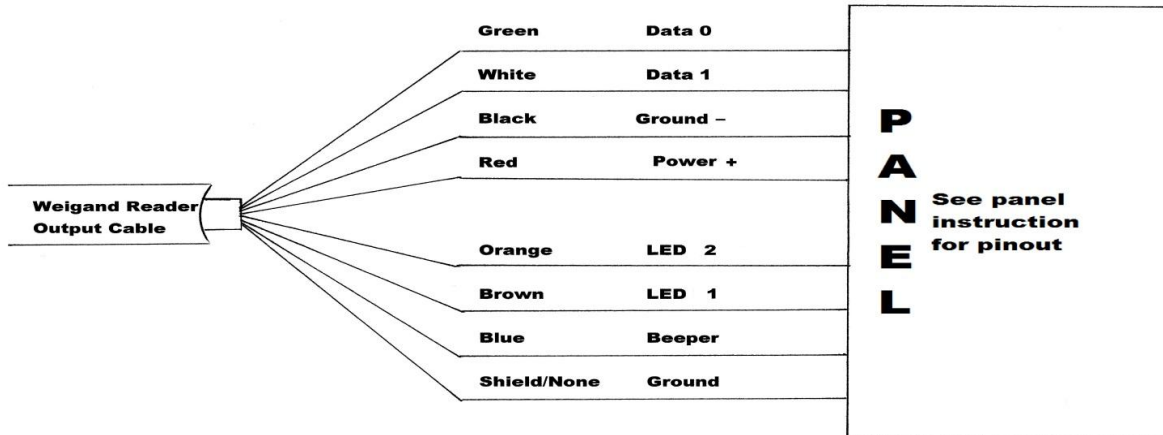 Green Data 0
White Data 1
Black Ground –
Red Power +
Weigand Reader
Output Cable
Orange LED 2
Brown LED 1
Blue Beeper
Shield/None Ground
PANEL
See panel
instruction
for pinout